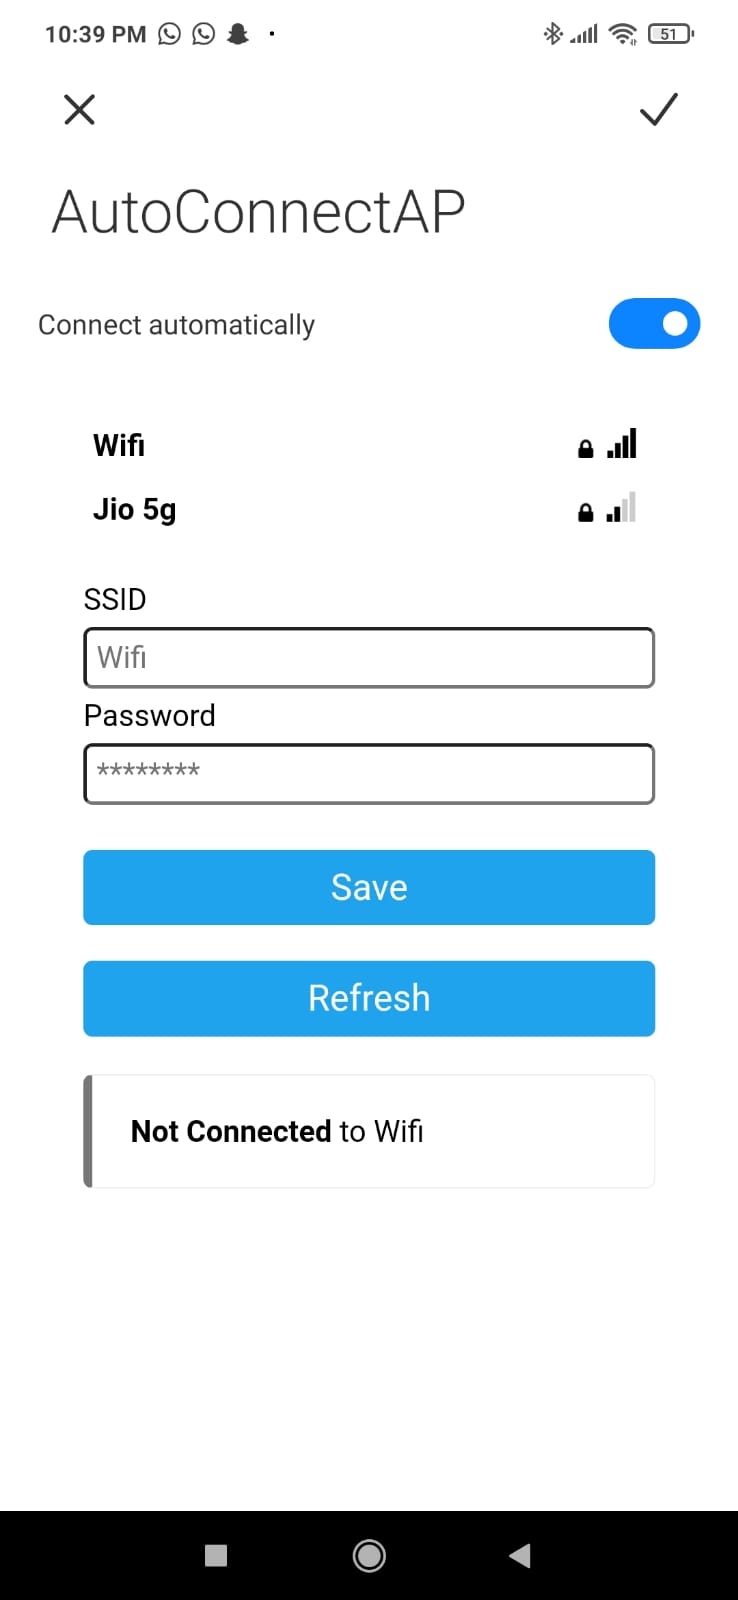 10:39 PM
51
AutoConnectAP
Connect automatically
Wifi
Jio 5g
SSID
Wifi
Password
********
Save
Refresh
Not Connected to Wifi